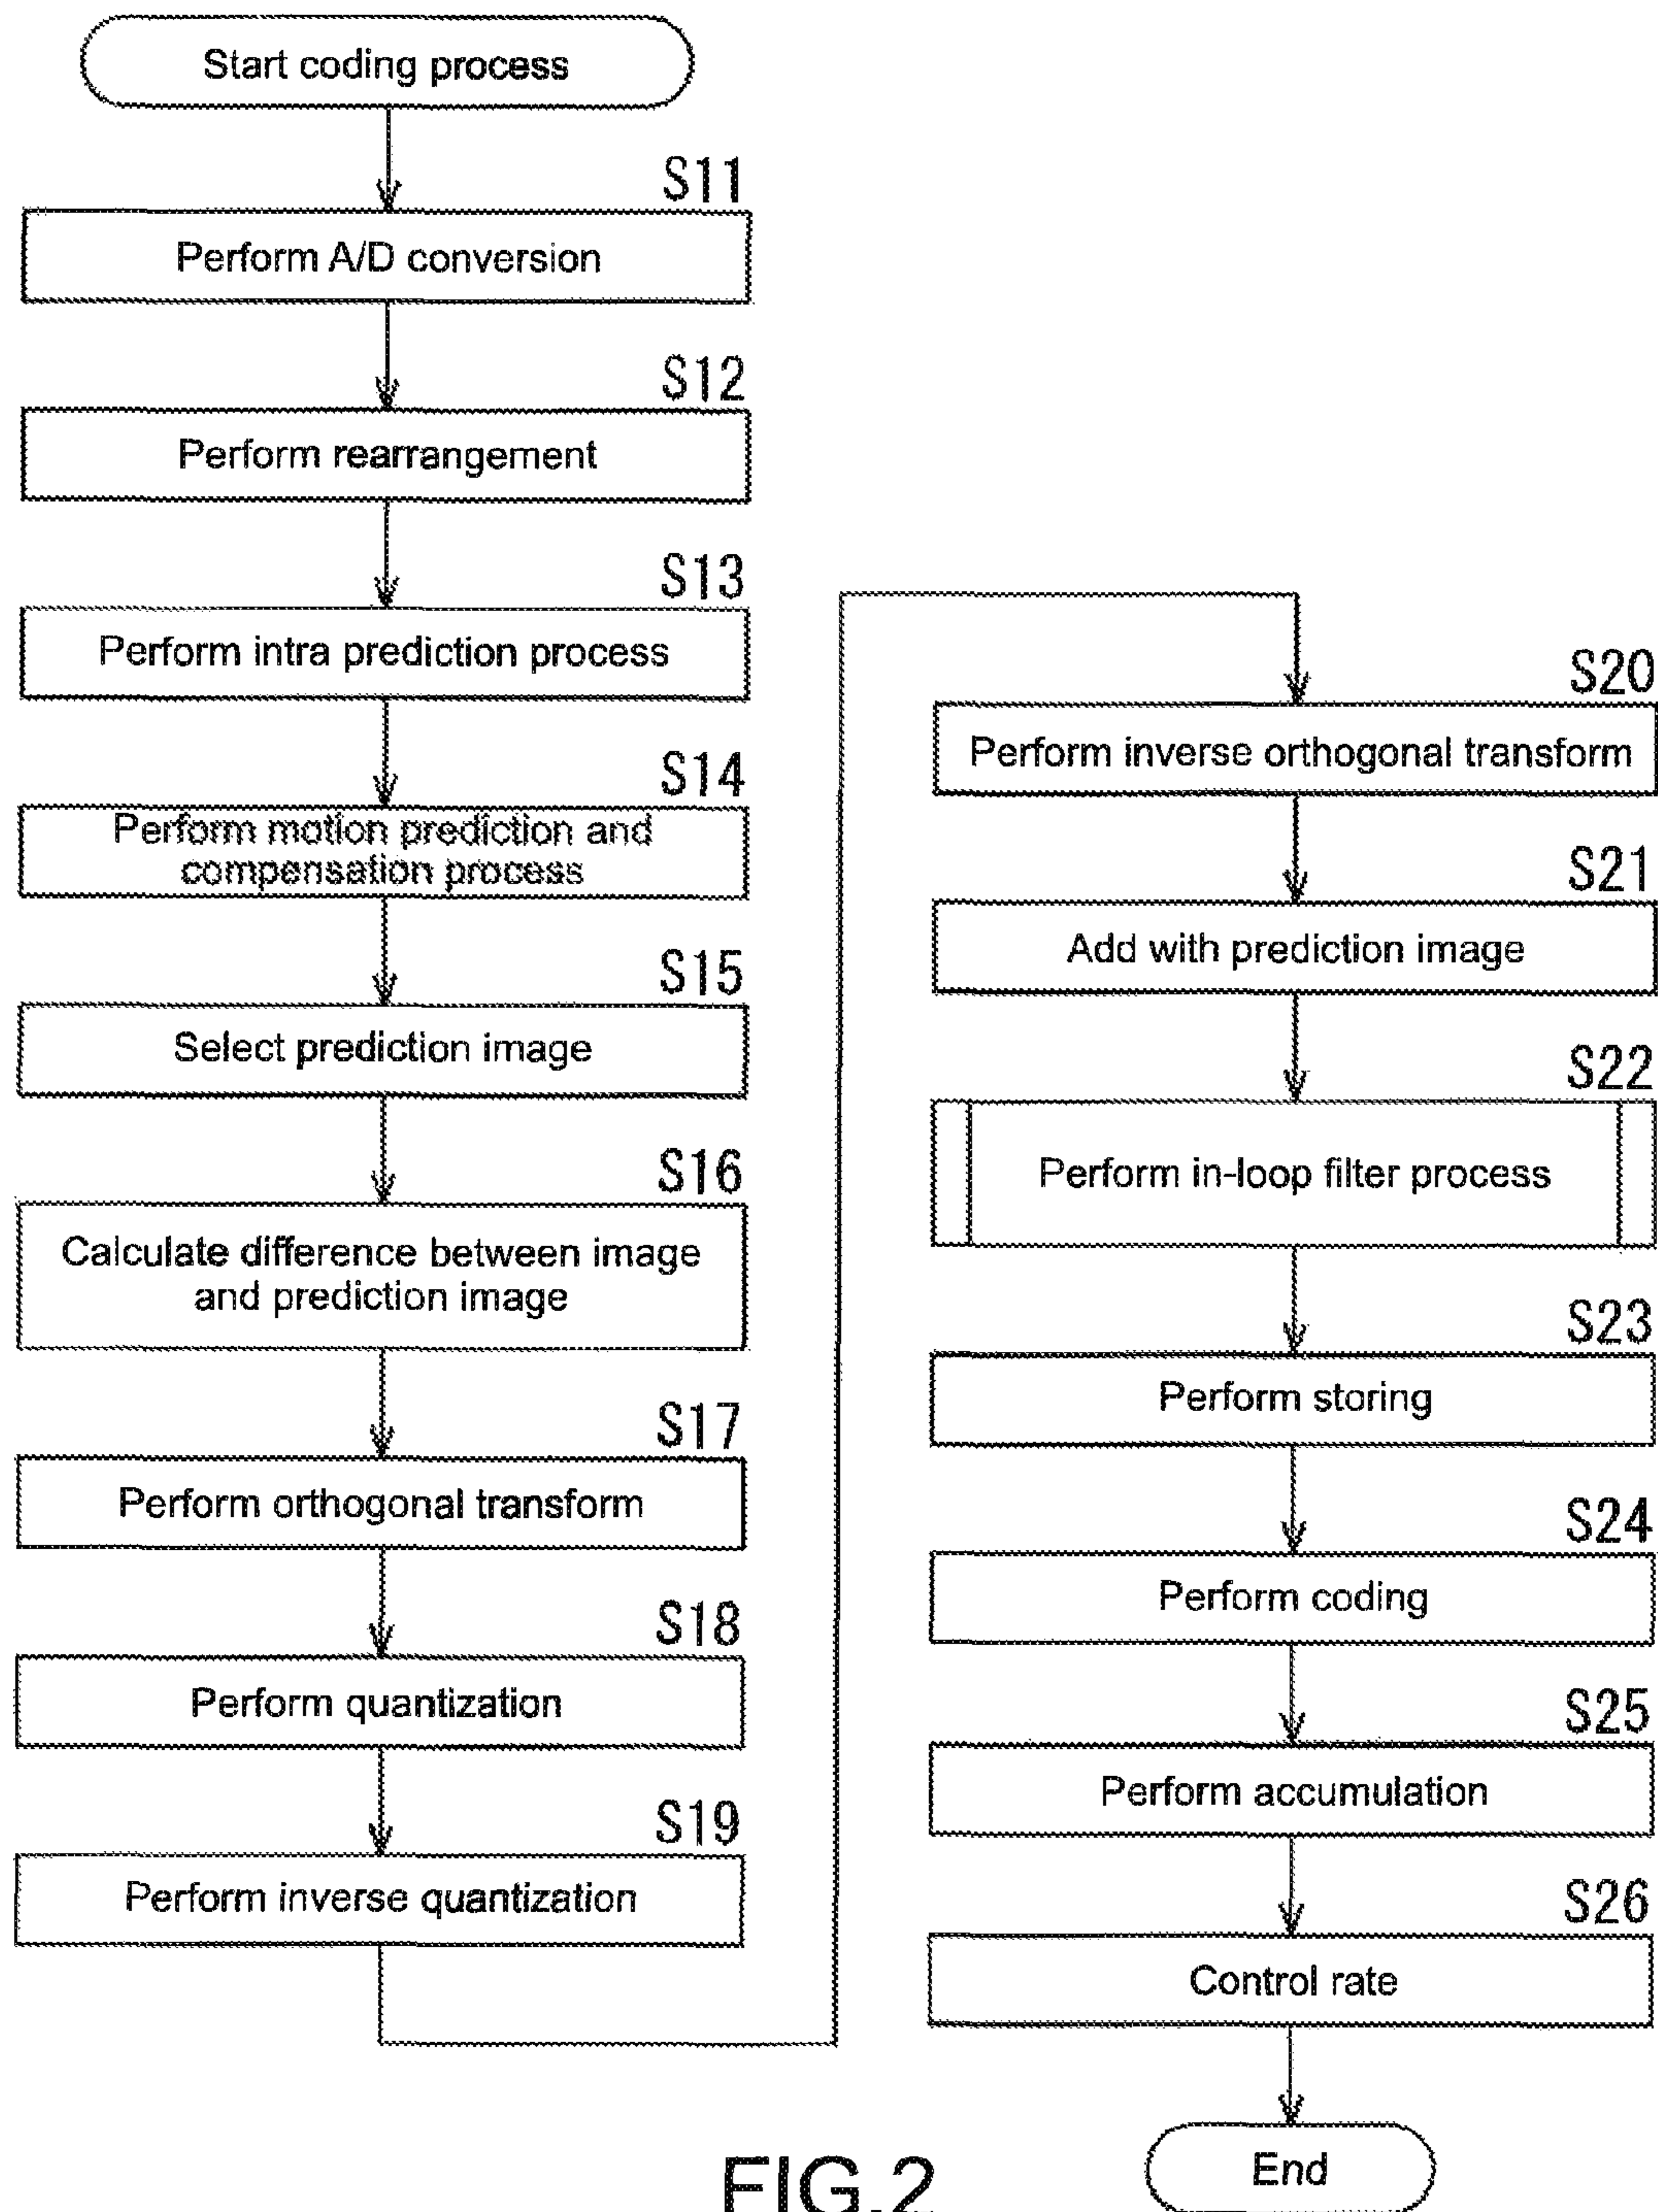 Start coding process
S11
Perform A/D conversion
S12
Perform rearrangement
S13
Perform intra prediction process
S14
Perform motion prediction and
compensation process
S15
Select prediction image
S16
Calculate difference between image
and prediction image
S17
Perform orthogonal transform
S18
Perform quantization
S19
Perform inverse quantization
S20
Perform inverse orthogonal transform
S21
Add with prediction image
S22
Perform in-loop filter process
S23
Perform storing
S24
Perform coding
S25
Perform accumulation
S26
Control rate
End
FIG.2